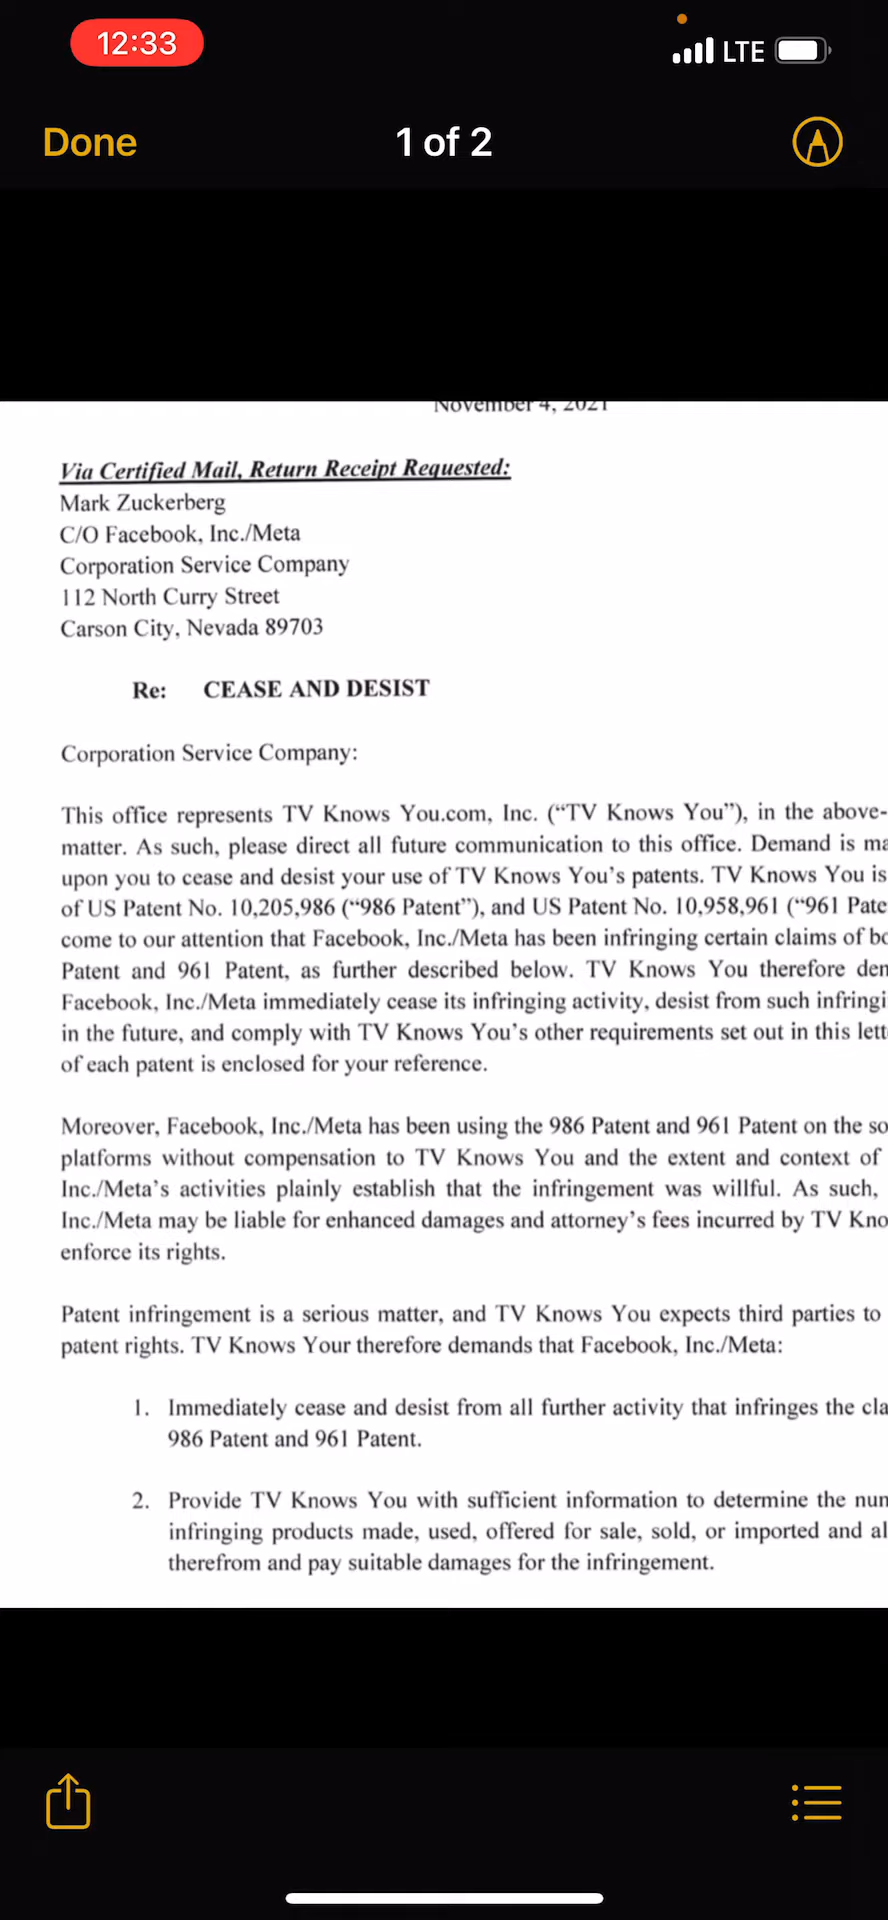 12:33
LTE
Done
1 of 2
November 4, 2021
Via Certified Mail, Return Receipt Requested:
Mark Zuckerberg
C/O Facebook, Inc./Meta
Corporation Service Company
112 North Curry Street
Carson City, Nevada 89703
Re: CEASE AND DESIST
Corporation Service Company:
This office represents TV Knows You.com, Inc. (“TV Knows You”), in the above-
matter. As such, please direct all future communication to this office. Demand is ma
upon you to cease and desist your use of TV Knows You’s patents. TV Knows You is
of US Patent No. 10,205,986 (“986 Patent”), and US Patent No. 10,958,961 (“961 Pate
come to our attention that Facebook, Inc./Meta has been infringing certain claims of bo
Patent and 961 Patent, as further described below. TV Knows You therefore den
Facebook, Inc./Meta immediately cease its infringing activity, desist from such infringi
in the future, and comply with TV Knows You’s other requirements set out in this lett
of each patent is enclosed for your reference.
Moreover, Facebook, Inc./Meta has been using the 986 Patent and 961 Patent on the so
platforms without compensation to TV Knows You and the extent and context of
Inc./Meta’s activities plainly establish that the infringement was willful. As such,
Inc./Meta may be liable for enhanced damages and attorney’s fees incurred by TV Kno
enforce its rights.
Patent infringement is a serious matter, and TV Knows You expects third parties to
patent rights. TV Knows Your therefore demands that Facebook, Inc./Meta:
1. Immediately cease and desist from all further activity that infringes the cla
986 Patent and 961 Patent.
2. Provide TV Knows You with sufficient information to determine the nun
infringing products made, used, offered for sale, sold, or imported and al
therefrom and pay suitable damages for the infringement.